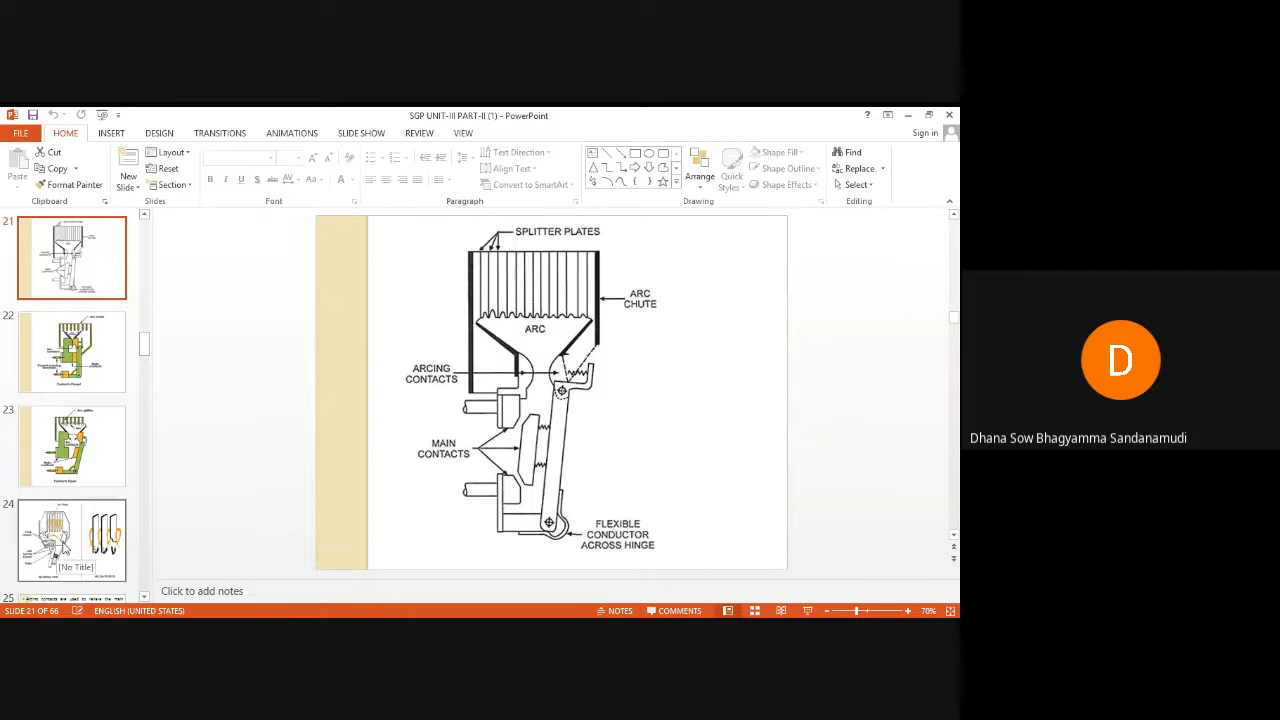 SGP UNIT-III PART-II (1) - PowerPoint
Sign in
FILE
HOME
INSERT
DESIGN
TRANSITIONS
ANIMATIONS
SLIDE SHOW
REVIEW
VIEW
Paste
Cut
Copy
Format Painter
Clipboard
New
Slide
Layout
Reset
Section
Slides
B I U S abc AV Aa A
Font
Text Direction
Align Text
Convert to SmartArt
Paragraph
Arrange
Quick
Styles
Shape Fill
Shape Outline
Shape Effects
Drawing
Find
Replace
Select
Editing
21
22
23
24
[No Title]
25
SPLITTER PLATES
ARC
CHUTE
ARC
ARCING
CONTACTS
MAIN
CONTACTS
FLEXIBLE
CONDUCTOR
ACROSS HINGE
Click to add notes
SLIDE 21 OF 66
ENGLISH (UNITED STATES)
NOTES
COMMENTS
70%
D
Dhana Sow Bhagyamma Sandanamudi